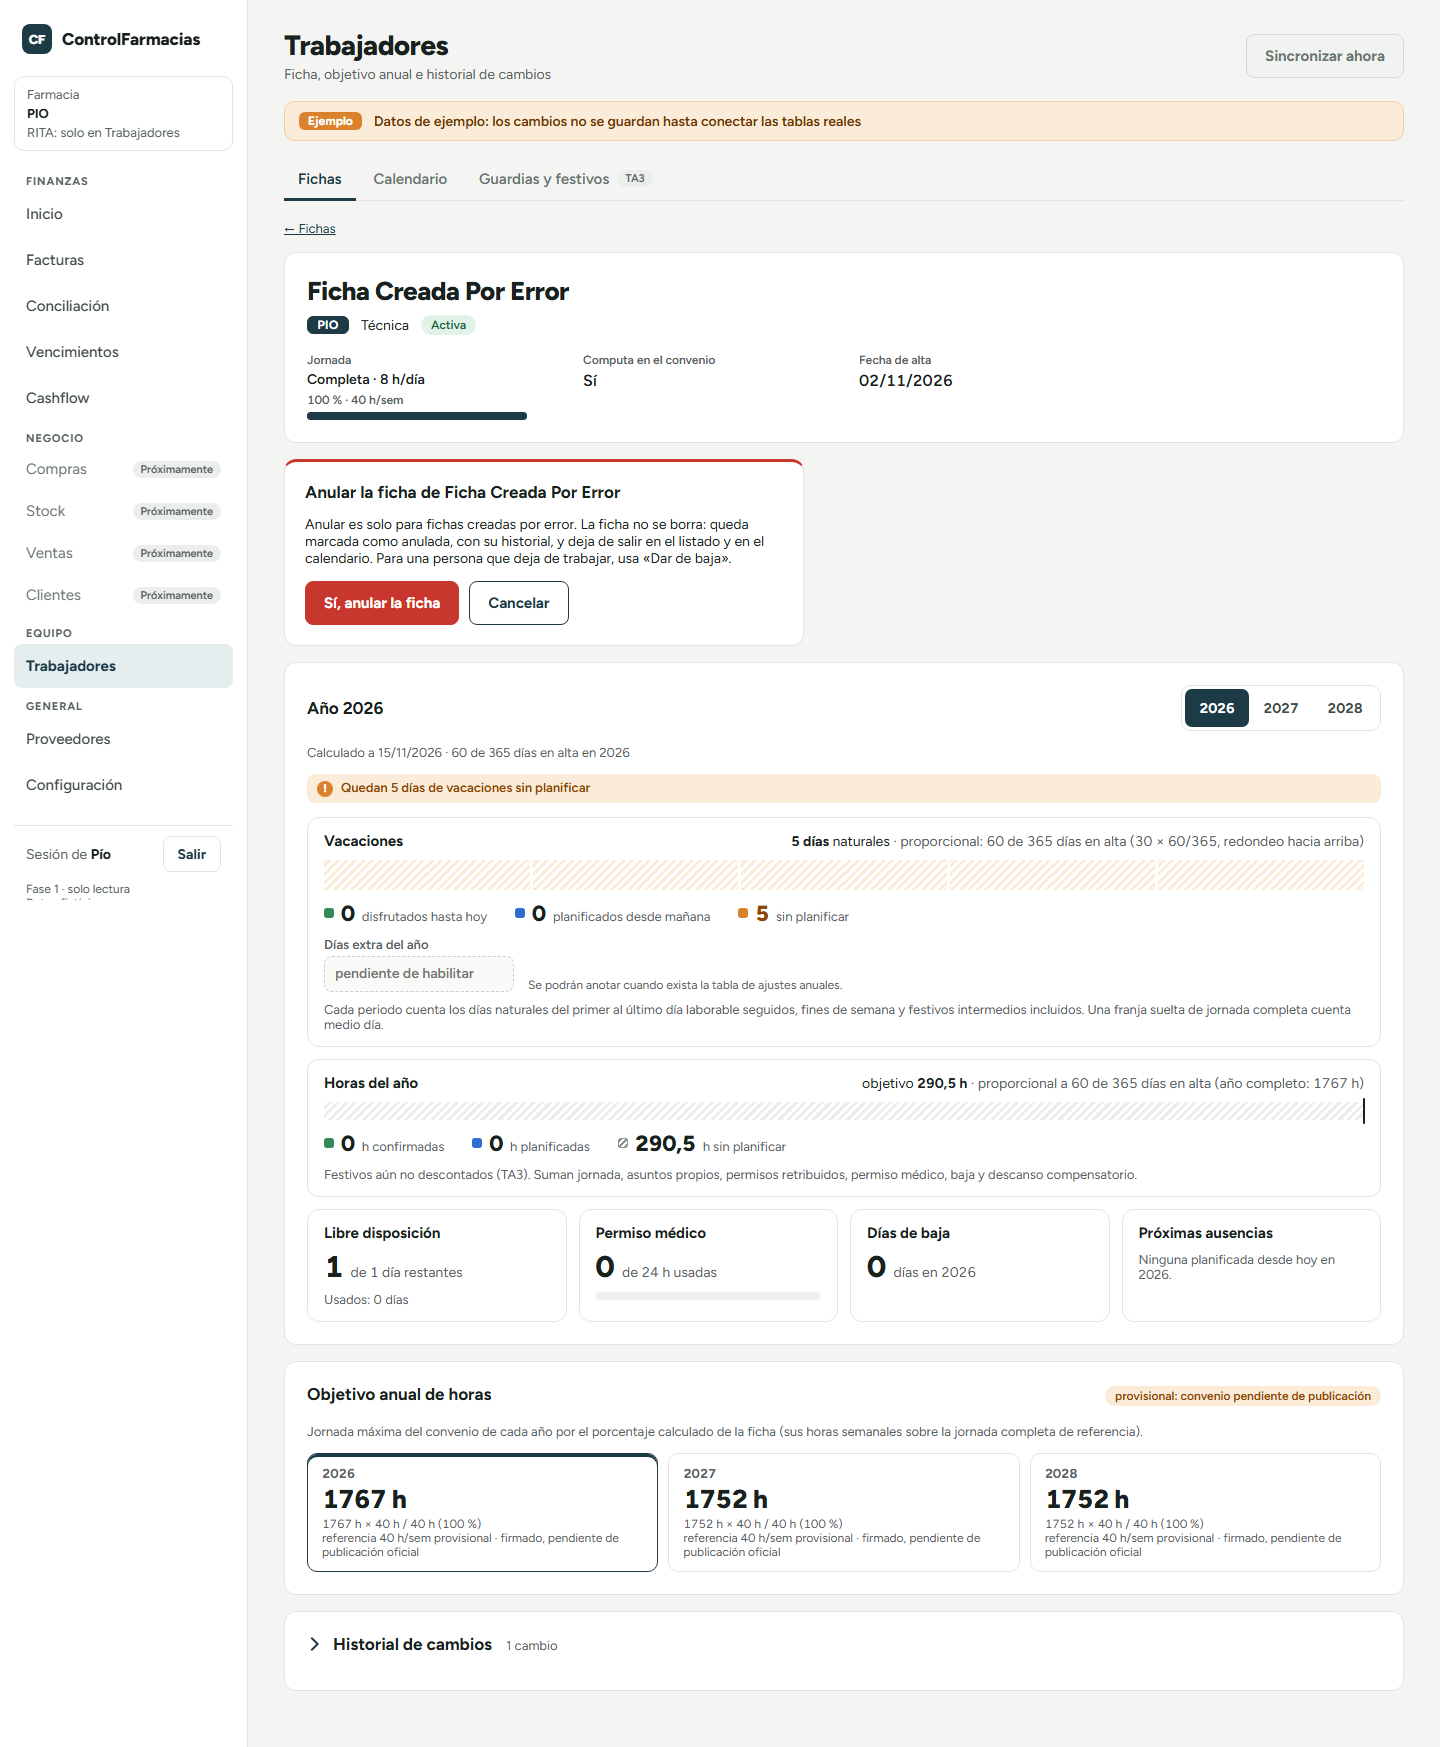 CF ControlFarmacias
Farmacia
PIO
RITA: solo en Trabajadores
FINANZAS
Inicio
Facturas
Conciliación
Vencimientos
Cashflow
NEGOCIO
Compras Próximamente
Stock Próximamente
Ventas Próximamente
Clientes Próximamente
EQUIPO
Trabajadores
GENERAL
Proveedores
Configuración
Sesión de Pío Salir
Fase 1 · solo lectura
Trabajadores
Ficha, objetivo anual e historial de cambios
Sincronizar ahora
Ejemplo Datos de ejemplo: los cambios no se guardan hasta conectar las tablas reales
Fichas Calendario Guardias y festivos TA3
← Fichas
Ficha Creada Por Error
PIO Técnica Activa
Jornada Computa en el convenio Fecha de alta
Completa · 8 h/día Sí 02/11/2026
100 % · 40 h/sem
Anular la ficha de Ficha Creada Por Error
Anular es solo para fichas creadas por error. La ficha no se borra: queda
marcada como anulada, con su historial, y deja de salir en el listado y en el
calendario. Para una persona que deja de trabajar, usa «Dar de baja».
Sí, anular la ficha Cancelar
Año 2026 2026 2027 2028
Calculado a 15/11/2026 · 60 de 365 días en alta en 2026
! Quedan 5 días de vacaciones sin planificar
Vacaciones 5 días naturales · proporcional: 60 de 365 días en alta (30 × 60/365, redondeo hacia arriba)
0 disfrutados hasta hoy 0 planificados desde mañana 5 sin planificar
Días extra del año
pendiente de habilitar Se podrán anotar cuando exista la tabla de ajustes anuales.
Cada periodo cuenta los días naturales del primer al último día laborable seguidos, fines de semana y festivos intermedios incluidos. Una franja suelta de jornada completa cuenta
medio día.
Horas del año objetivo 290,5 h · proporcional a 60 de 365 días en alta (año completo: 1767 h)
0 h confirmadas 0 h planificadas 290,5 h sin planificar
Festivos aún no descontados (TA3). Suman jornada, asuntos propios, permisos retribuidos, permiso médico, baja y descanso compensatorio.
Libre disposición
1 de 1 día restantes
Usados: 0 días
Permiso médico
0 de 24 h usadas
Días de baja
0 días en 2026
Próximas ausencias
Ninguna planificada desde hoy en
2026.
Objetivo anual de horas provisional: convenio pendiente de publicación
Jornada máxima del convenio de cada año por el porcentaje calculado de la ficha (sus horas semanales sobre la jornada completa de referencia).
2026
1767 h
1767 h × 40 h / 40 h (100 %)
referencia 40 h/sem provisional · firmado, pendiente de
publicación oficial
2027
1752 h
1752 h × 40 h / 40 h (100 %)
referencia 40 h/sem provisional · firmado, pendiente de
publicación oficial
2028
1752 h
1752 h × 40 h / 40 h (100 %)
referencia 40 h/sem provisional · firmado, pendiente de
publicación oficial
Historial de cambios 1 cambio